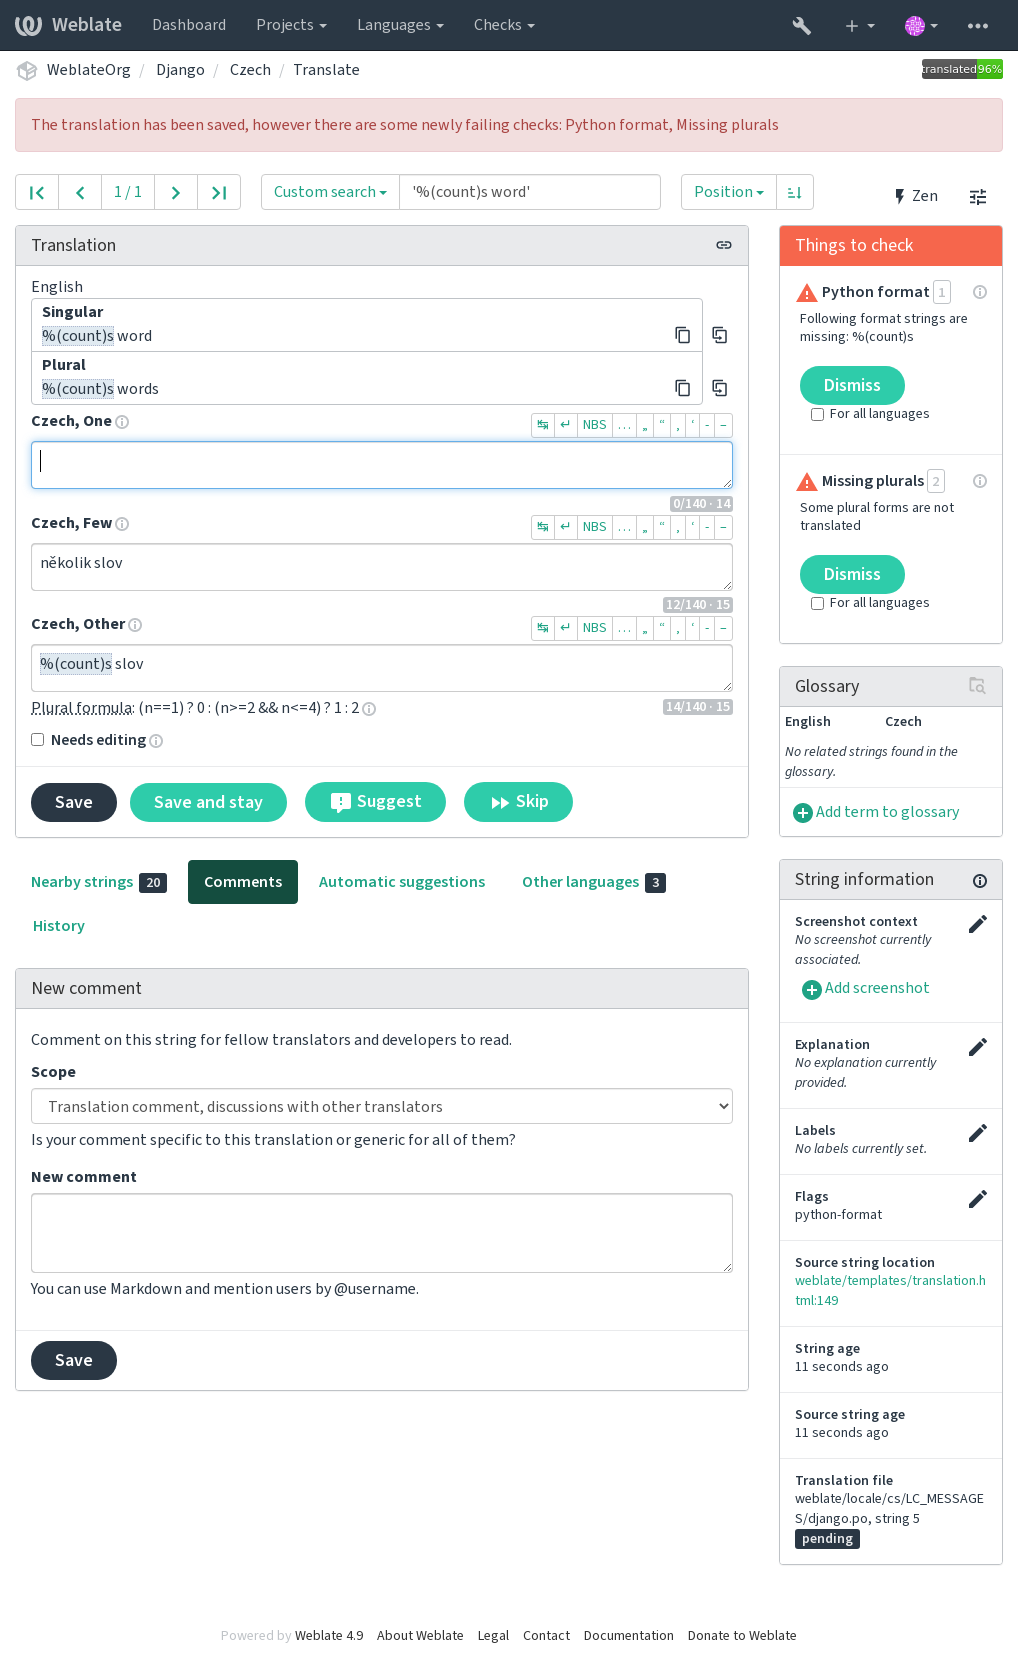 Weblate Dashboard Projects Languages Checks
WeblateOrg / Django / Czech / Translate
translated 96%
The translation has been saved, however there are some newly failing checks: Python format, Missing plurals
1 / 1 Custom search '%(count)s word' Position Zen
Translation
English
Singular
%(count)s word
Plural
%(count)s words
Czech, One
↹ ↵ NBS … „ “ ‚ ‘ - –
0/140 · 14
Czech, Few
↹ ↵ NBS … „ “ ‚ ‘ - –
několik slov
12/140 · 15
Czech, Other
↹ ↵ NBS … „ “ ‚ ‘ - –
%(count)s slov
Plural formula: (n==1) ? 0 : (n>=2 && n<=4) ? 1 : 2
14/140 · 15
Needs editing
Save Save and stay Suggest Skip
Nearby strings 20 Comments Automatic suggestions Other languages 3
History
New comment
Comment on this string for fellow translators and developers to read.
Scope
Translation comment, discussions with other translators
Is your comment specific to this translation or generic for all of them?
New comment
You can use Markdown and mention users by @username.
Save
Things to check
Python format 1
Following format strings are
missing: %(count)s
Dismiss
For all languages
Missing plurals 2
Some plural forms are not
translated
Dismiss
For all languages
Glossary
English Czech
No related strings found in the
glossary.
Add term to glossary
String information
Screenshot context
No screenshot currently
associated.
Add screenshot
Explanation
No explanation currently
provided.
Labels
No labels currently set.
Flags
python-format
Source string location
weblate/templates/translation.h
tml:149
String age
11 seconds ago
Source string age
11 seconds ago
Translation file
weblate/locale/cs/LC_MESSAGE
S/django.po, string 5
pending
Powered by Weblate 4.9 About Weblate Legal Contact Documentation Donate to Weblate